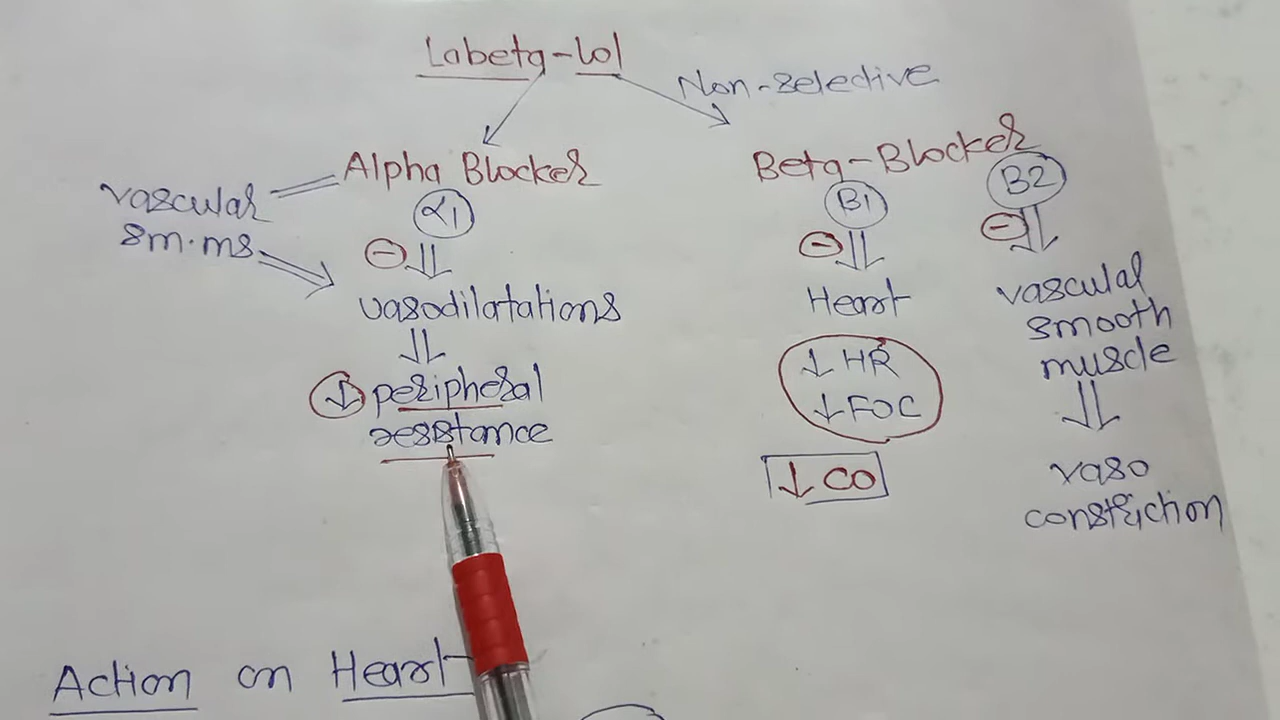 Labeta-lol
Non-selective
Alpha Blocker
Beta-Blocker
vascular
sm.ms
α1
B1
B2
-
-
-
vasodilatations
Heart
vascular
smooth
muscle
↓ peripheral
resistance
↓ HR
↓ FOC
↓ CO
vaso
constriction
Action on Heart